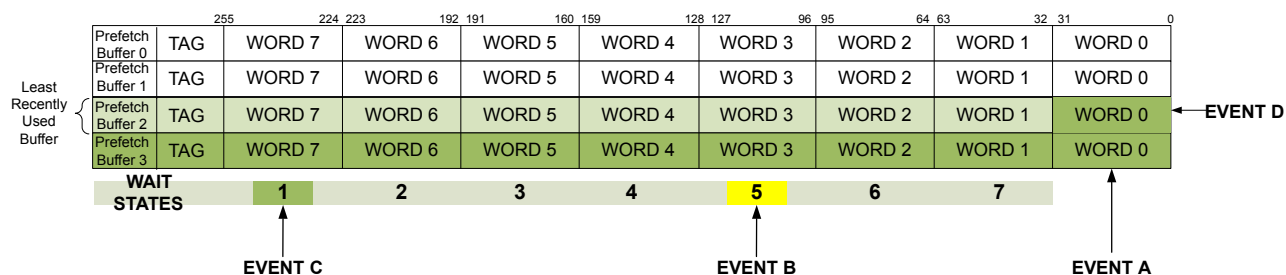 255 224 223 192 191 160 159 128 127 96 95 64 63 32 31 0
Prefetch
Buffer 0
TAG WORD 7 WORD 6 WORD 5 WORD 4 WORD 3 WORD 2 WORD 1 WORD 0
Prefetch
Buffer 1
TAG WORD 7 WORD 6 WORD 5 WORD 4 WORD 3 WORD 2 WORD 1 WORD 0
Least
Recently
Used
Buffer
Prefetch
Buffer 2
TAG WORD 7 WORD 6 WORD 5 WORD 4 WORD 3 WORD 2 WORD 1 WORD 0
EVENT D
Prefetch
Buffer 3
TAG WORD 7 WORD 6 WORD 5 WORD 4 WORD 3 WORD 2 WORD 1 WORD 0
WAIT
STATES
1 2 3 4 5 6 7
EVENT C EVENT B EVENT A